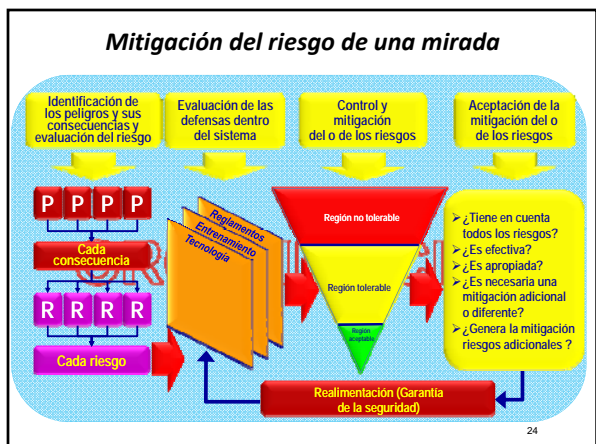 Mitigación del riesgo de una mirada
Identificación de
los peligros y sus
consecuencias y
evaluación del riesgo
Evaluación de las
defensas dentro
del sistema
Control y
mitigación
del o de los riesgos
Aceptación de la
mitigación del o
de los riesgos
P P P P
Cada
consecuencia
R R R R
Cada riesgo
Reglamentos
Entrenamiento
Tecnología
Región no tolerable
Región tolerable
Región
aceptable
➢ ¿Tiene en cuenta
todos los riesgos?
➢ ¿Es efectiva?
➢ ¿Es apropiada?
➢ ¿Es necesaria una
mitigación adicional
o diferente?
➢ ¿Genera la mitigación
riesgos adicionales ?
Realimentación (Garantía
de la seguridad)
24